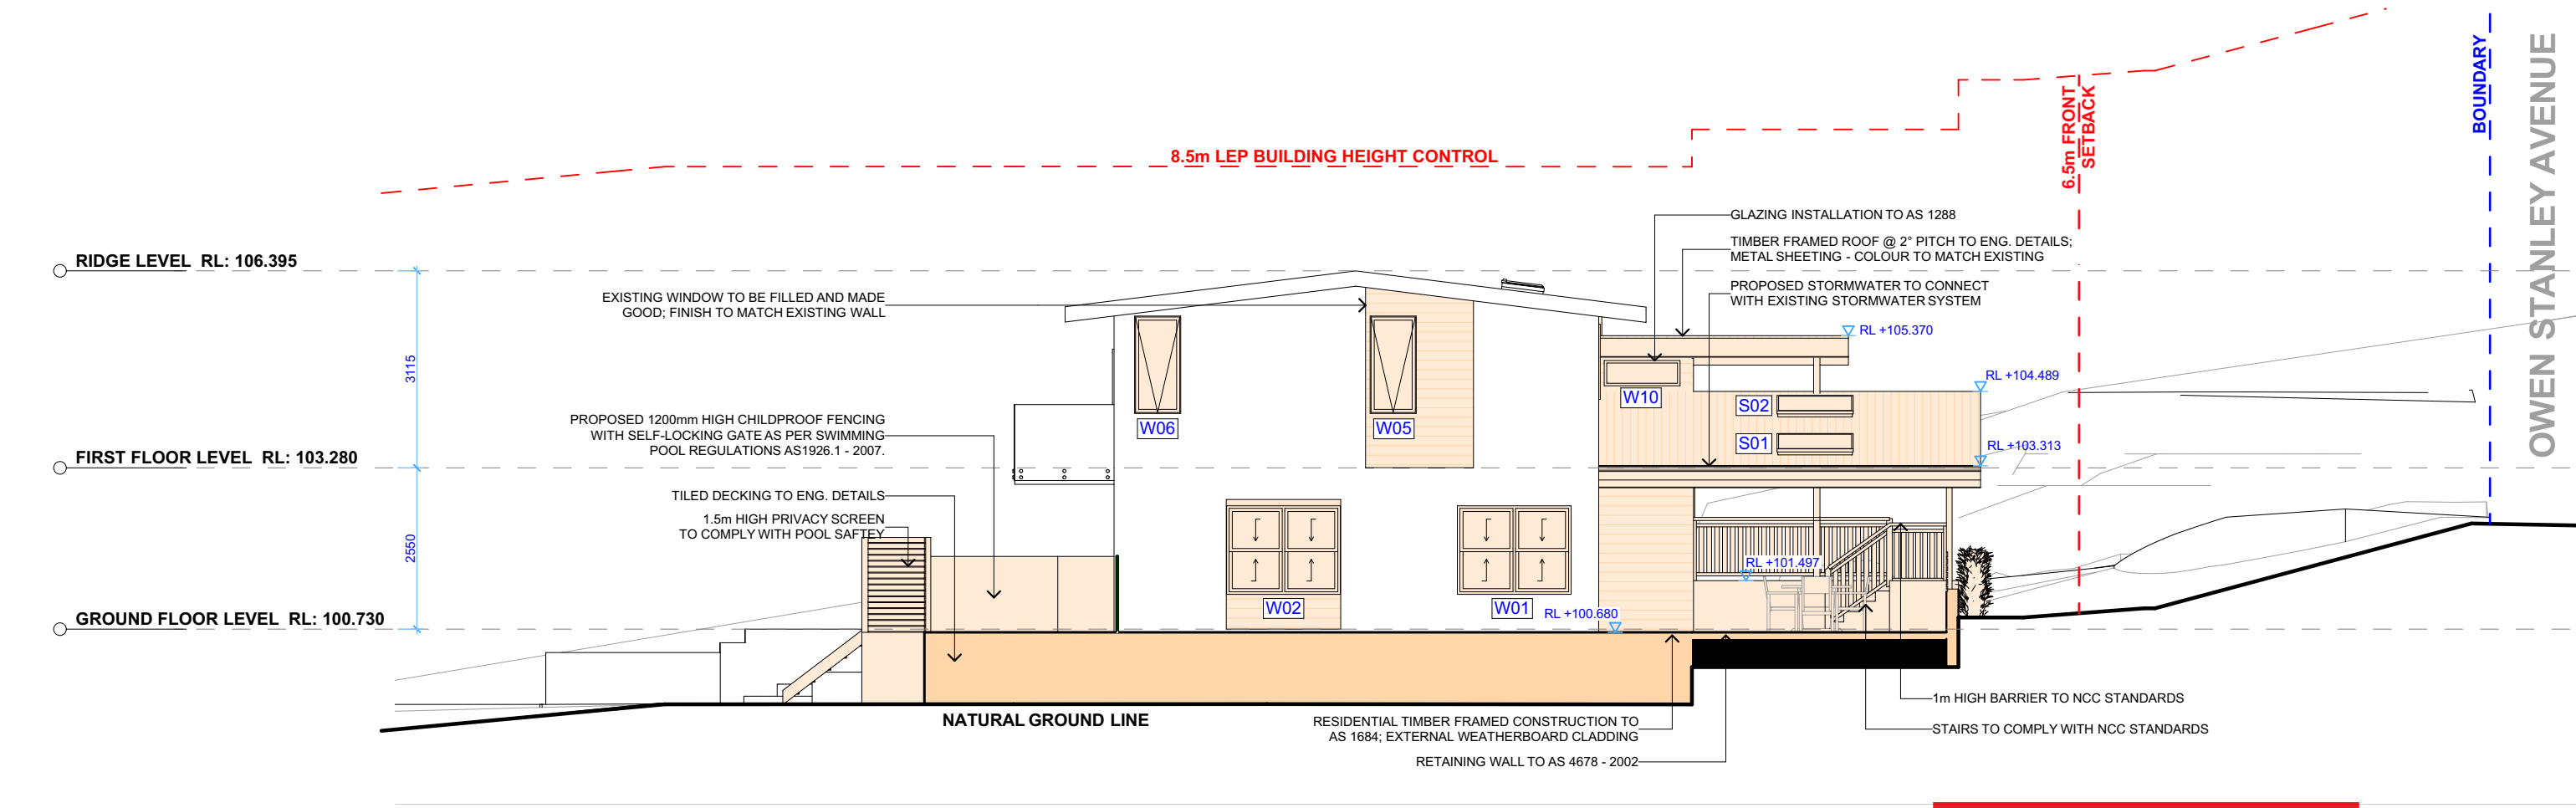 8.5m LEP BUILDING HEIGHT CONTROL
6.5m FRONT
SETBACK
BOUNDARY
OWEN STANLEY AVENUE
GLAZING INSTALLATION TO AS 1288
TIMBER FRAMED ROOF @ 2° PITCH TO ENG. DETAILS;
METAL SHEETING - COLOUR TO MATCH EXISTING
PROPOSED STORMWATER TO CONNECT
WITH EXISTING STORMWATER SYSTEM
RIDGE LEVEL RL: 106.395
EXISTING WINDOW TO BE FILLED AND MADE
GOOD; FINISH TO MATCH EXISTING WALL
RL +105.370
3115
RL +104.489
W10
S02
S01
W06
W05
PROPOSED 1200mm HIGH CHILDPROOF FENCING
WITH SELF-LOCKING GATE AS PER SWIMMING
POOL REGULATIONS AS1926.1 - 2007.
RL +103.313
FIRST FLOOR LEVEL RL: 103.280
TILED DECKING TO ENG. DETAILS
1.5m HIGH PRIVACY SCREEN
TO COMPLY WITH POOL SAFTEY
2550
RL +101.497
W02
W01
RL +100.680
GROUND FLOOR LEVEL RL: 100.730
NATURAL GROUND LINE
RESIDENTIAL TIMBER FRAMED CONSTRUCTION TO
AS 1684; EXTERNAL WEATHERBOARD CLADDING
RETAINING WALL TO AS 4678 - 2002
1m HIGH BARRIER TO NCC STANDARDS
STAIRS TO COMPLY WITH NCC STANDARDS